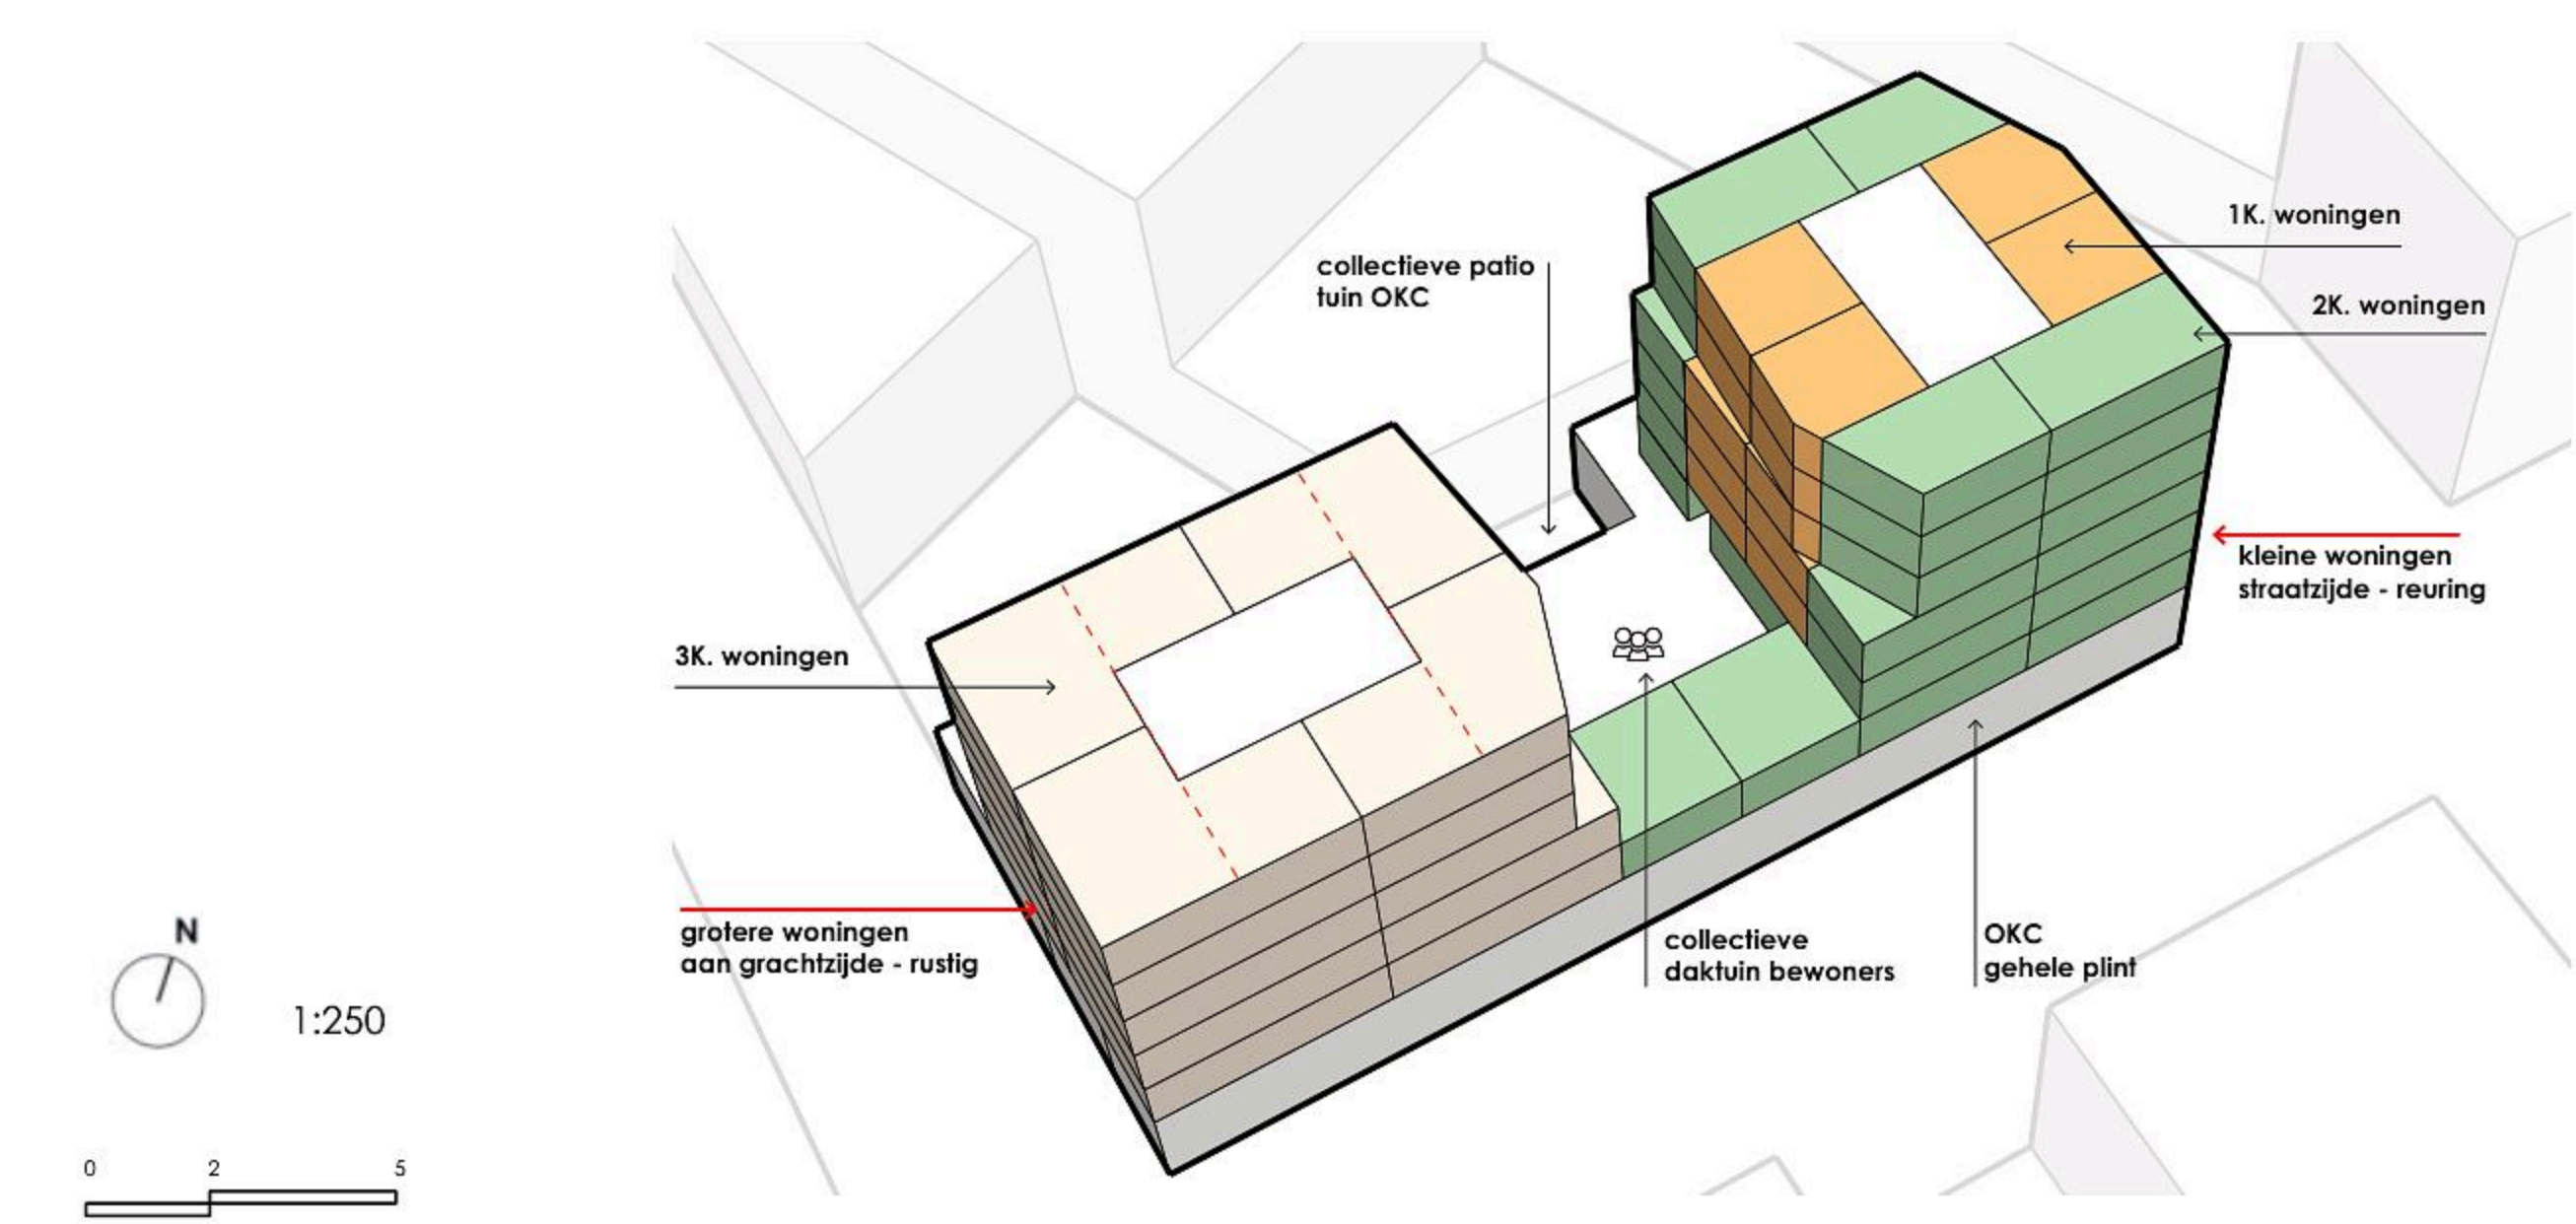 1K. woningen
collectieve patio
tuin OKC
2K. woningen
kleine woningen
straatzijde - reuring
3K. woningen
grotere woningen
aan grachtzijde - rustig
collectieve
daktuin bewoners
OKC
gehele plint
N
1:250
0 2 5